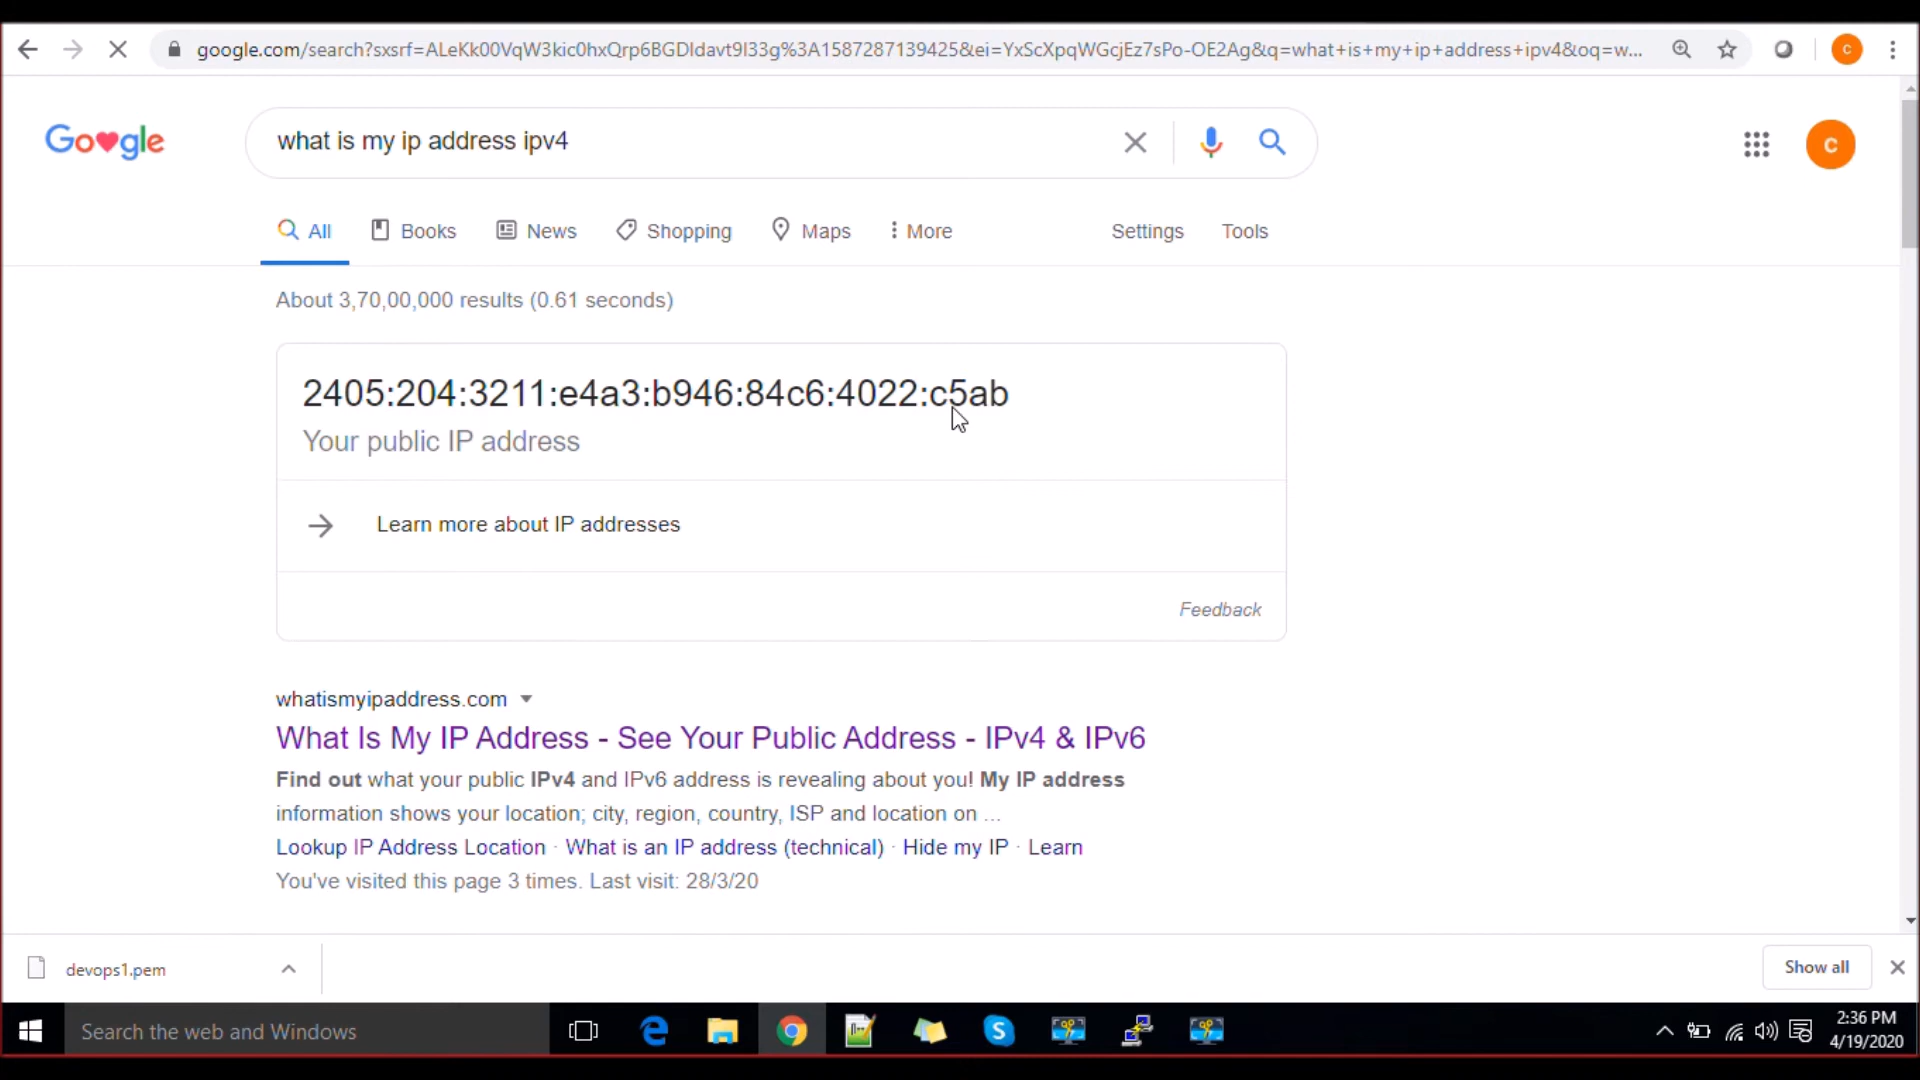 google.com/search?sxsrf=ALeKk00VqW3kic0hxQrp6BGDldavt9l33g%3A1587287139425&ei=YxScXpqWGcjEz7sPo-OE2Ag&q=what+is+my+ip+address+ipv4&oq=w...
C
Google
what is my ip address ipv4
C
All
Books
News
Shopping
Maps
More
Settings
Tools
About 3,70,00,000 results (0.61 seconds)
2405:204:3211:e4a3:b946:84c6:4022:c5ab
Your public IP address
Learn more about IP addresses
Feedback
whatismyipaddress.com
What Is My IP Address - See Your Public Address - IPv4 & IPv6
Find out what your public IPv4 and IPv6 address is revealing about you! My IP address
information shows your location; city, region, country, ISP and location on ...
Lookup IP Address Location · What is an IP address (technical) · Hide my IP · Learn
You've visited this page 3 times. Last visit: 28/3/20
devops1.pem
Show all
Search the web and Windows
2:36 PM
4/19/2020